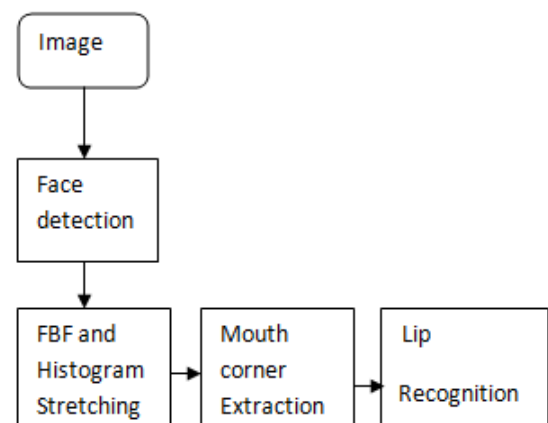 Image
Face
detection
FBF and
Histogram
Stretching
Mouth
corner
Extraction
Lip
Recognition